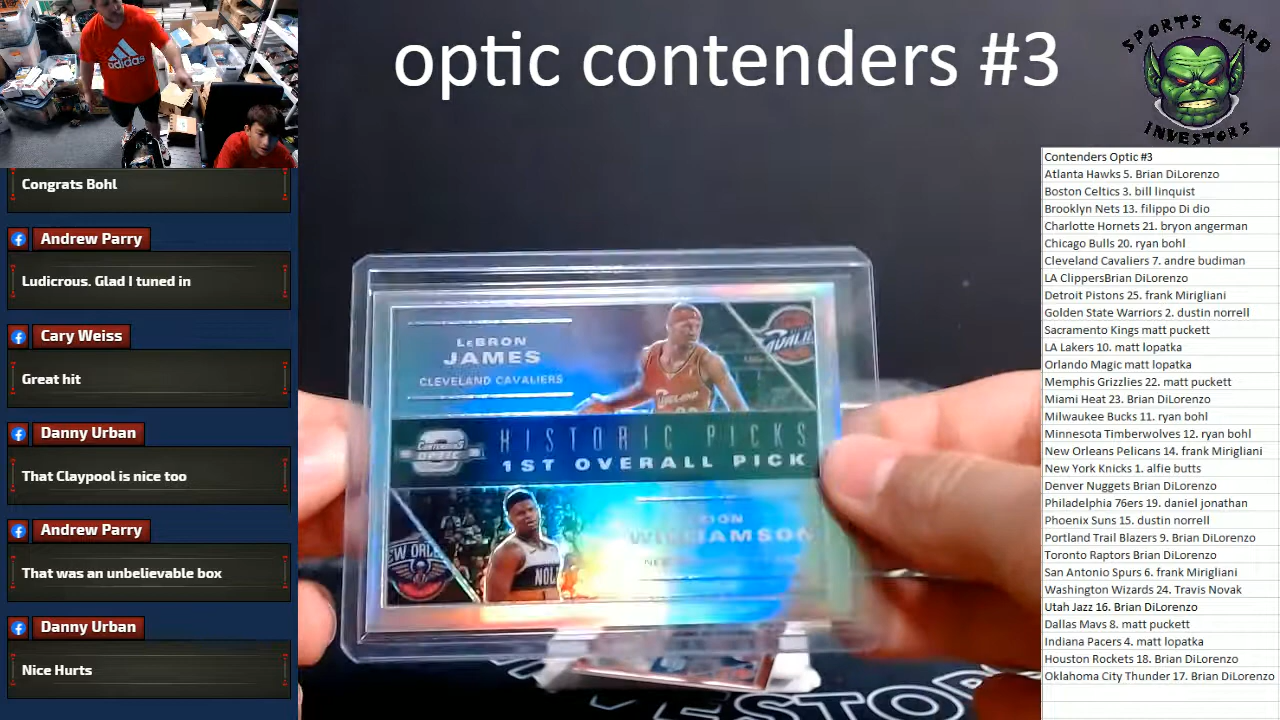 optic contenders #3
SPORTS CARD
INVESTORS
adidas
Congrats Bohl
Andrew Parry
Ludicrous. Glad I tuned in
Cary Weiss
Great hit
Danny Urban
That Claypool is nice too
Andrew Parry
That was an unbelievable box
Danny Urban
Nice Hurts
LEBRON
JAMES
CLEVELAND CAVALIERS
CONTENDERS
OPTIC
HISTORIC PICKS
1ST OVERALL PICK
WILLIAMSON
Contenders Optic #3
Atlanta Hawks 5. Brian DiLorenzo
Boston Celtics 3. bill linquist
Brooklyn Nets 13. filippo Di dio
Charlotte Hornets 21. bryon angerman
Chicago Bulls 20. ryan bohl
Cleveland Cavaliers 7. andre budiman
LA ClippersBrian DiLorenzo
Detroit Pistons 25. frank Mirigliani
Golden State Warriors 2. dustin norrell
Sacramento Kings matt puckett
LA Lakers 10. matt lopatka
Orlando Magic matt lopatka
Memphis Grizzlies 22. matt puckett
Miami Heat 23. Brian DiLorenzo
Milwaukee Bucks 11. ryan bohl
Minnesota Timberwolves 12. ryan bohl
New Orleans Pelicans 14. frank Mirigliani
New York Knicks 1. alfie butts
Denver Nuggets Brian DiLorenzo
Philadelphia 76ers 19. daniel jonathan
Phoenix Suns 15. dustin norrell
Portland Trail Blazers 9. Brian DiLorenzo
Toronto Raptors Brian DiLorenzo
San Antonio Spurs 6. frank Mirigliani
Washington Wizards 24. Travis Novak
Utah Jazz 16. Brian DiLorenzo
Dallas Mavs 8. matt puckett
Indiana Pacers 4. matt lopatka
Houston Rockets 18. Brian DiLorenzo
Oklahoma City Thunder 17. Brian DiLorenzo